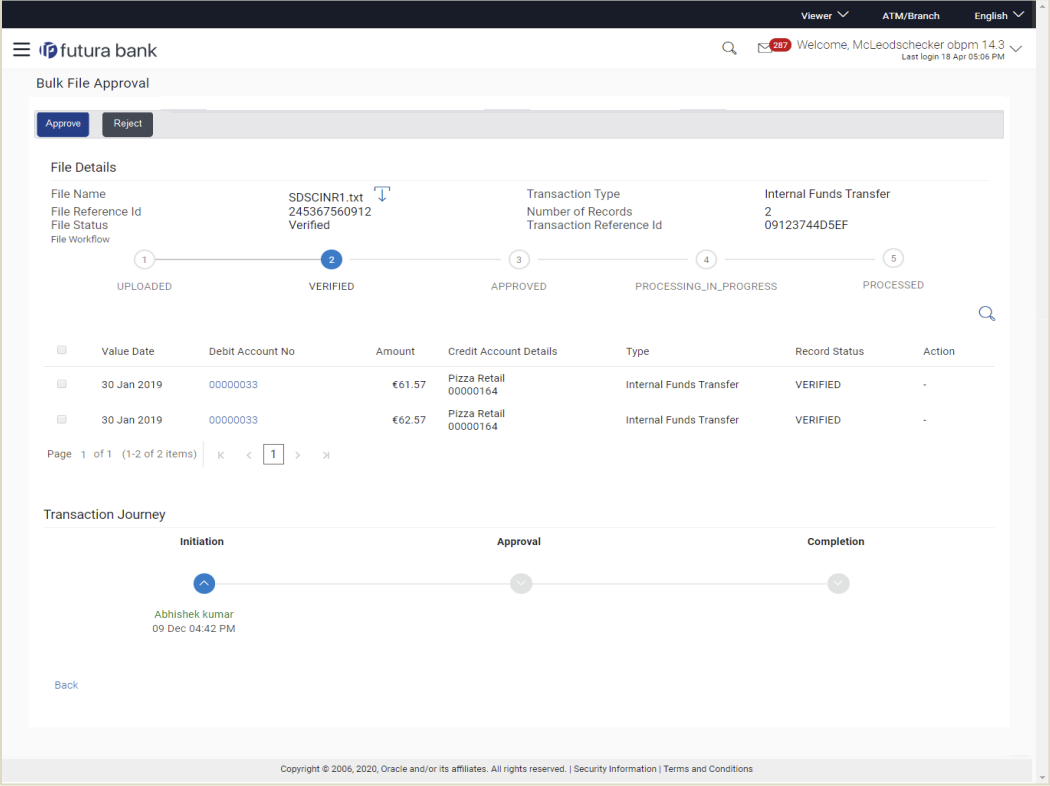 Viewer ATM/Branch English
futura bank 287 Welcome, McLeodschecker obpm 14.3
Last login 18 Apr 05:06 PM
Bulk File Approval
Approve Reject
File Details
File Name SDSCINR1.txt Transaction Type Internal Funds Transfer
File Reference Id 245367560912 Number of Records 2
File Status Verified Transaction Reference Id 09123744D5EF
File Workflow
1 2 3 4 5
UPLOADED VERIFIED APPROVED PROCESSING_IN_PROGRESS PROCESSED
Value Date Debit Account No Amount Credit Account Details Type Record Status Action
30 Jan 2019 00000033 €61.57 Pizza Retail Internal Funds Transfer VERIFIED -
00000164
30 Jan 2019 00000033 €62.57 Pizza Retail Internal Funds Transfer VERIFIED -
00000164
Page 1 of 1 (1-2 of 2 items) 1
Transaction Journey
Initiation Approval Completion
Abhishek kumar
09 Dec 04:42 PM
Back
Copyright © 2006, 2020, Oracle and/or its affiliates. All rights reserved. | Security Information | Terms and Conditions